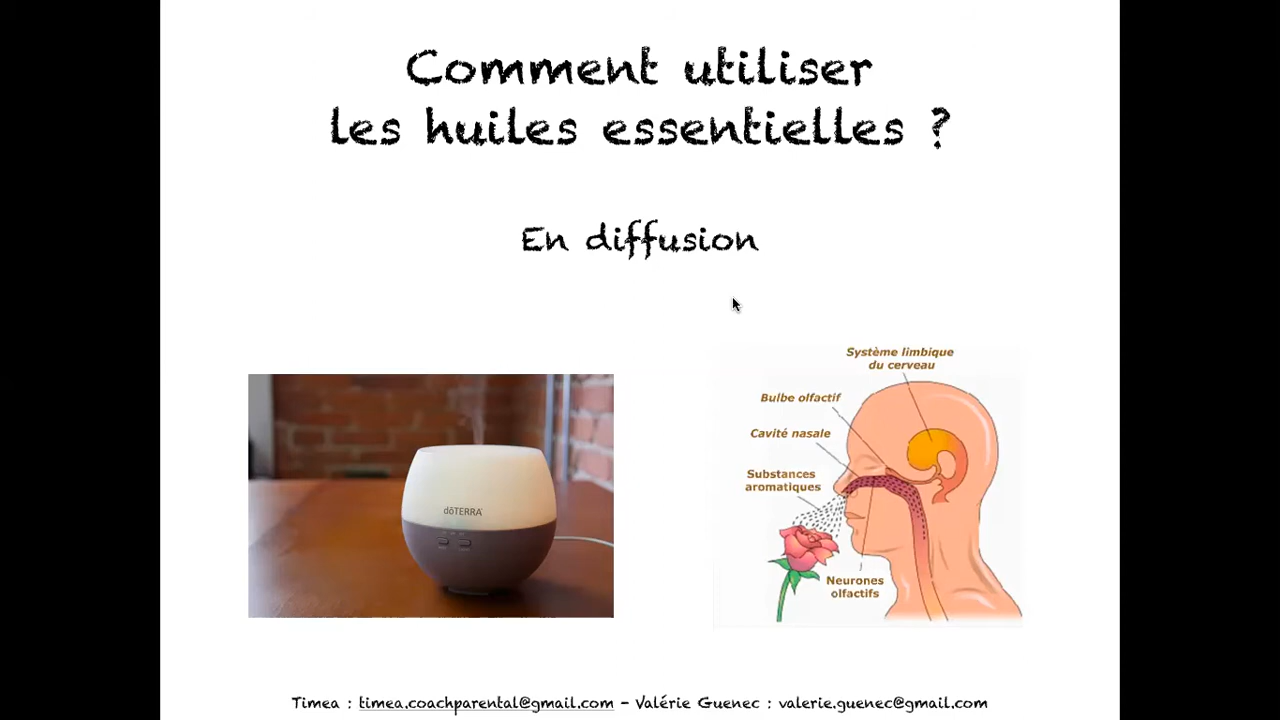 Comment utiliser
les huiles essentielles ?
En diffusion
dōTERRA
Système limbique
du cerveau
Bulbe olfactif
Cavité nasale
Substances
aromatiques
Neurones
olfactifs
Timea : timea.coachparental@gmail.com - Valérie Guenec : valerie.guenec@gmail.com